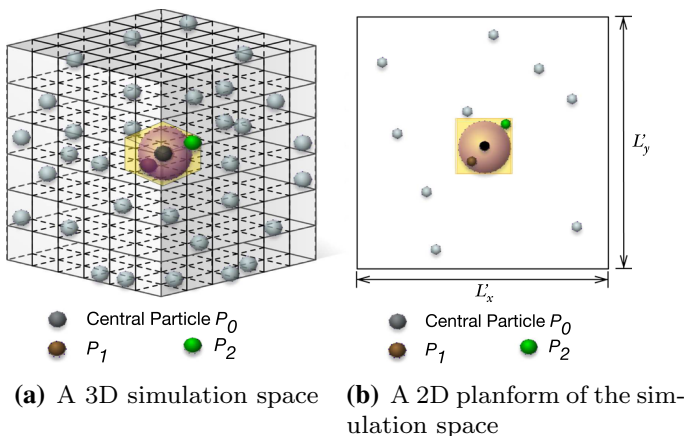 L'y
L'x
Central Particle P0
P1 P2
Central Particle P0
P1 P2
(a) A 3D simulation space
(b) A 2D planform of the sim-
ulation space